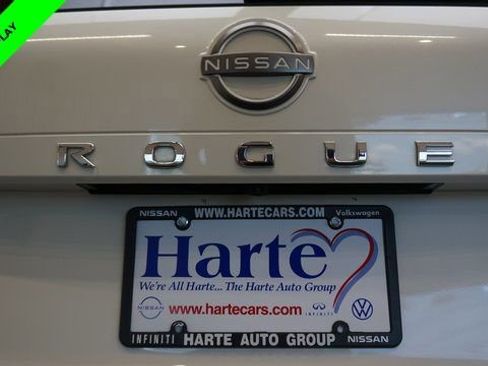 LAY
NISSAN
ROGUE
NISSAN WWW.HARTECARS.COM Volkswagen
Harte
We're All Harte... The Harte Auto Group
NISSAN www.hartecars.com INFINITI
INFINITI HARTE AUTO GROUP NISSAN